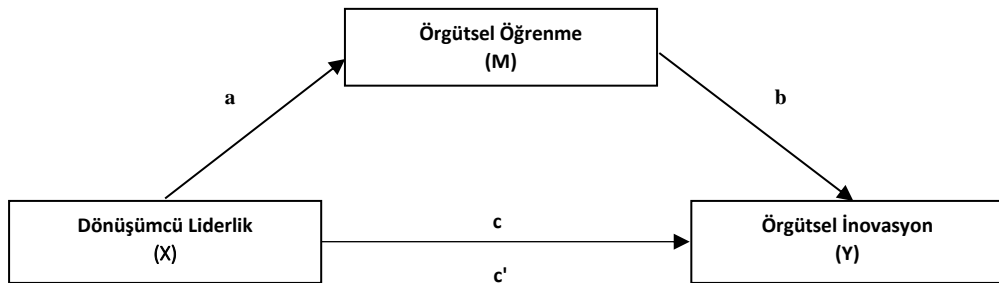 Örgütsel Öğrenme
(M)
a
b
Dönüşümcü Liderlik
(X)
c
c'
Örgütsel İnovasyon
(Y)